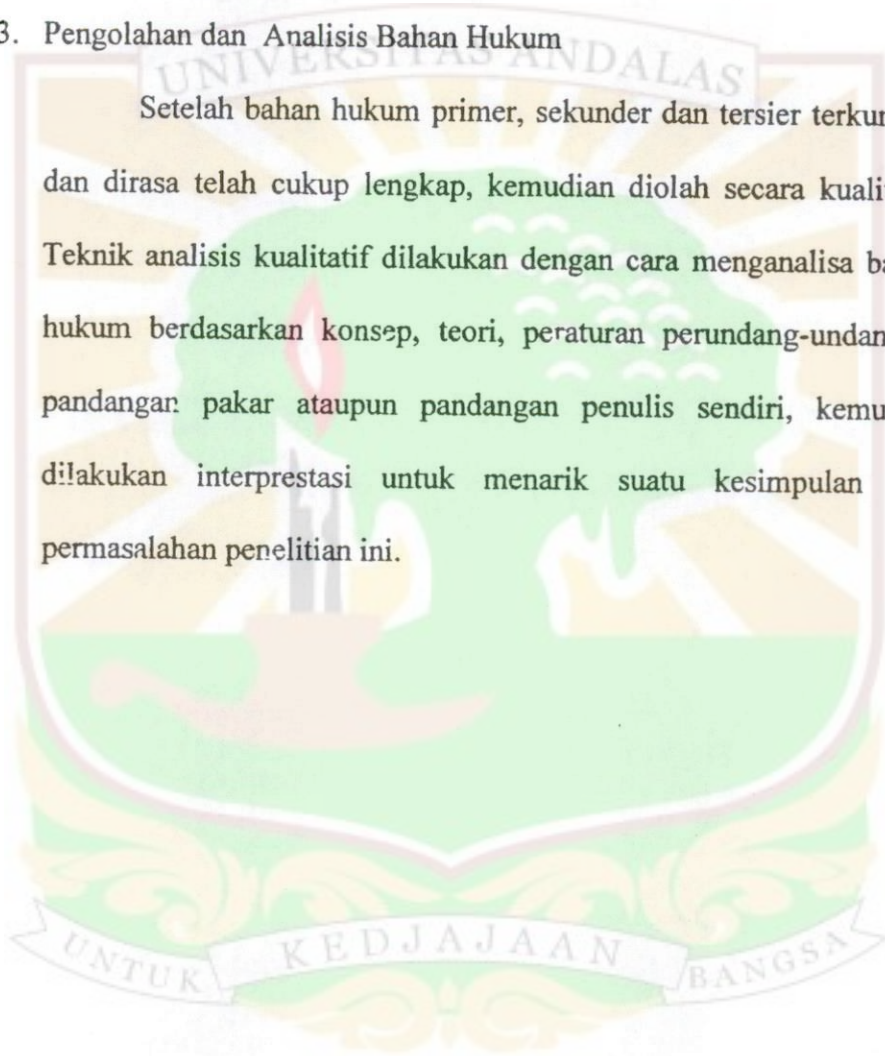 3. Pengolahan dan Analisis Bahan Hukum
UNIVERSITAS ANDALAS
Setelah bahan hukum primer, sekunder dan tersier terkum
dan dirasa telah cukup lengkap, kemudian diolah secara kuali
Teknik analisis kualitatif dilakukan dengan cara menganalisa ba
hukum berdasarkan konsep, teori, peraturan perundang-undan
pandangan pakar ataupun pandangan penulis sendiri, kemu
dilakukan interprestasi untuk menarik suatu kesimpulan
permasalahan penelitian ini.
UNTUK KEDJAJAAN BANGSA